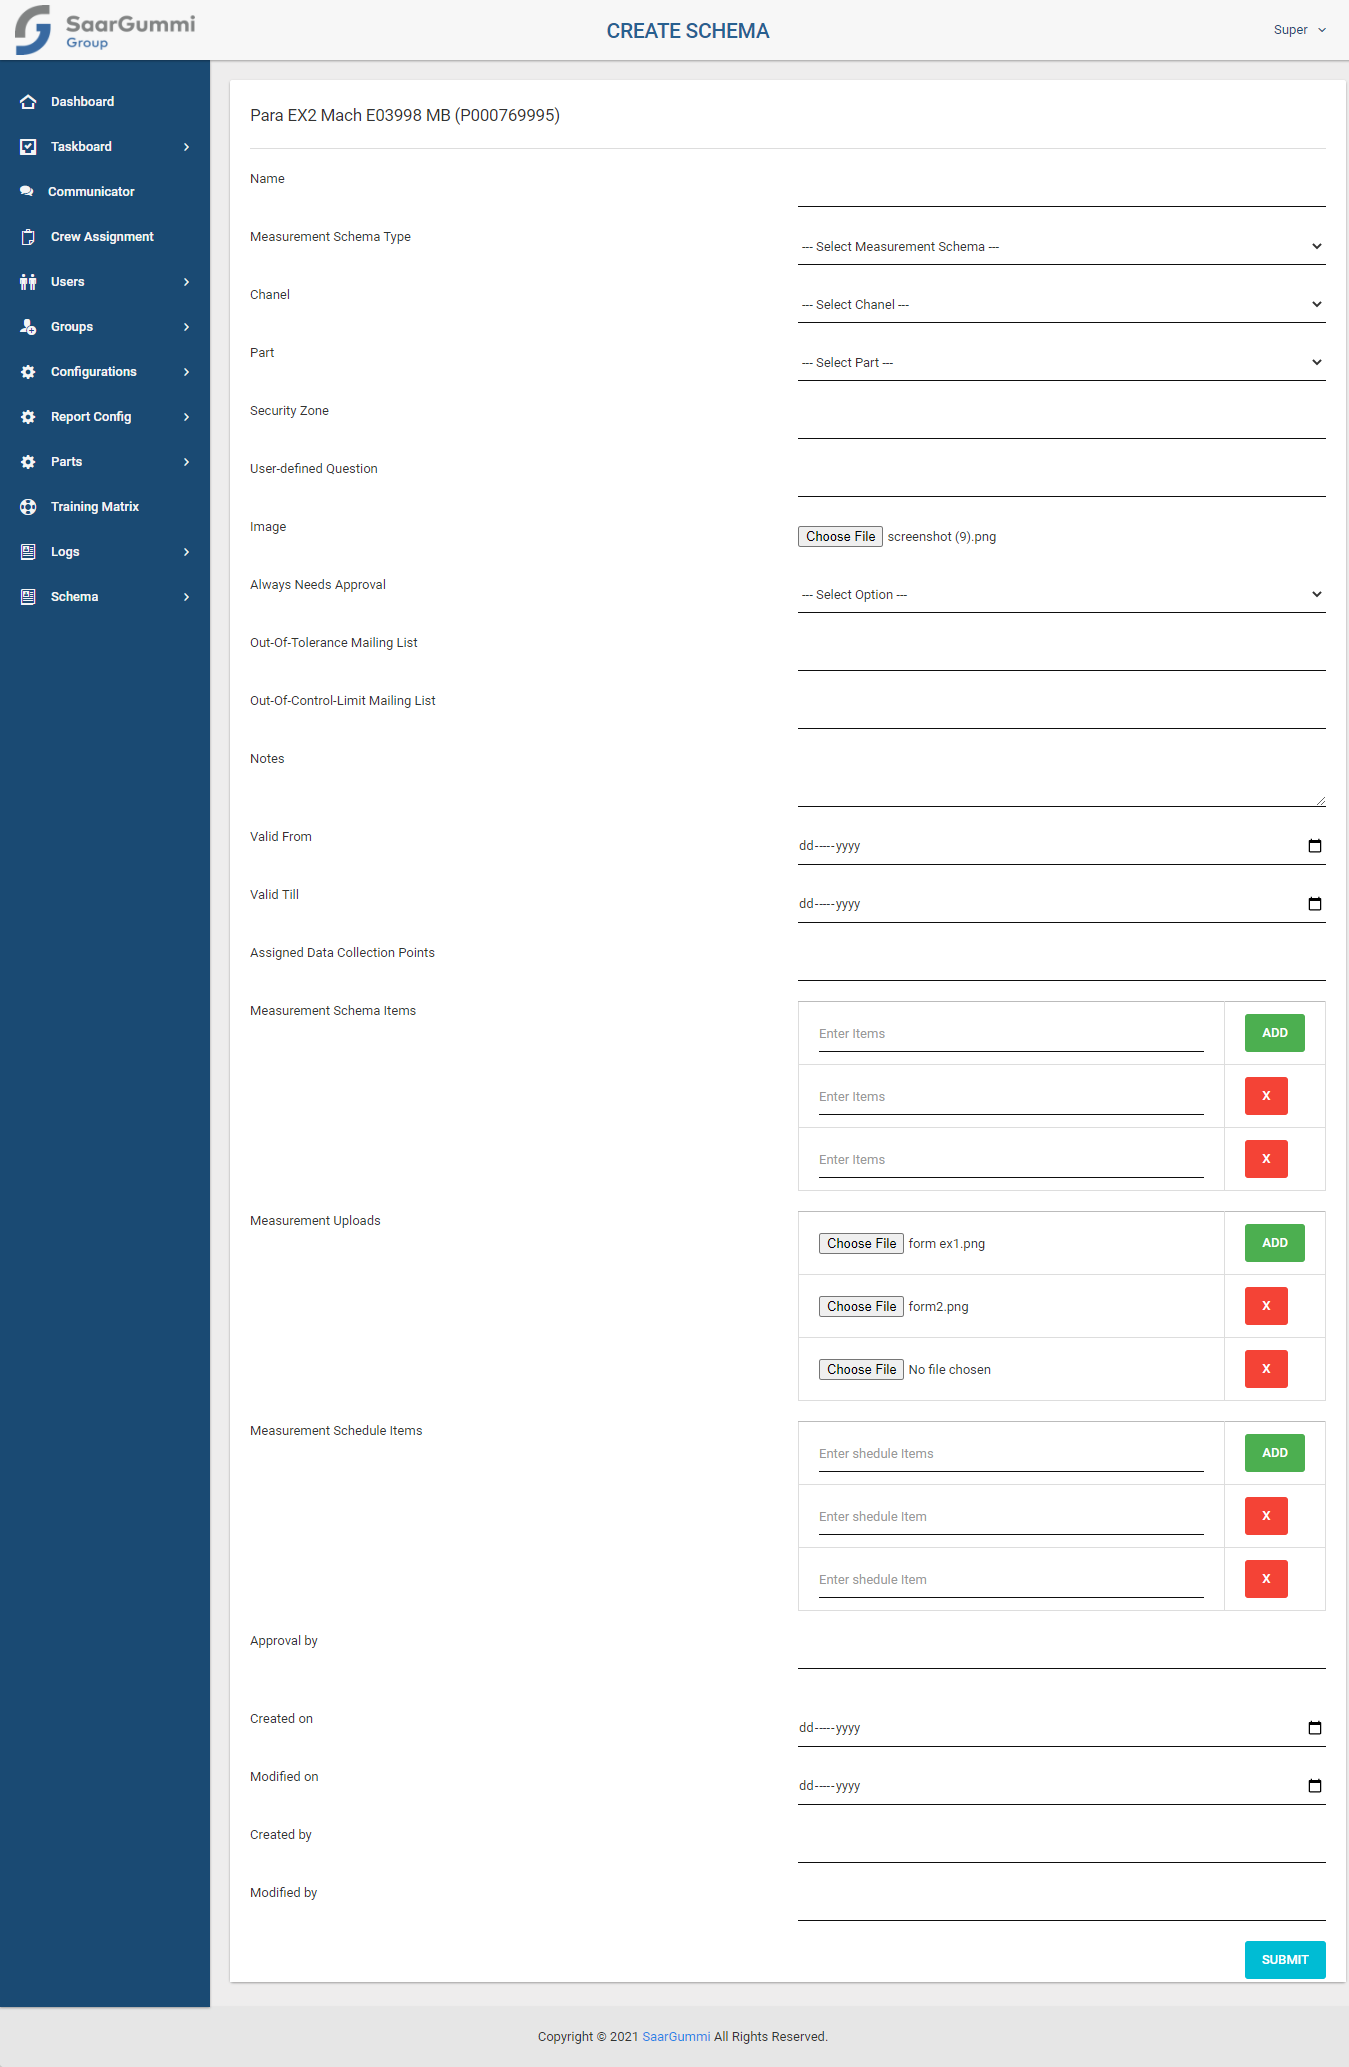 SaarGummi
Group
CREATE SCHEMA
Super
Dashboard
Taskboard
Communicator
Crew Assignment
Users
Groups
Configurations
Report Config
Parts
Training Matrix
Logs
Schema
Para EX2 Mach E03998 MB (P000769995)
Name
Measurement Schema Type
--- Select Measurement Schema ---
Chanel
--- Select Chanel ---
Part
--- Select Part ---
Security Zone
User-defined Question
Image
Choose File screenshot (9).png
Always Needs Approval
--- Select Option ---
Out-Of-Tolerance Mailing List
Out-Of-Control-Limit Mailing List
Notes
Valid From
dd-----yyyy
Valid Till
dd-----yyyy
Assigned Data Collection Points
Measurement Schema Items
Enter Items ADD
Enter Items X
Enter Items X
Measurement Uploads
Choose File form ex1.png ADD
Choose File form2.png X
Choose File No file chosen X
Measurement Schedule Items
Enter shedule Items ADD
Enter shedule Item X
Enter shedule Item X
Approval by
Created on
dd-----yyyy
Modified on
dd-----yyyy
Created by
Modified by
SUBMIT
Copyright © 2021 SaarGummi All Rights Reserved.